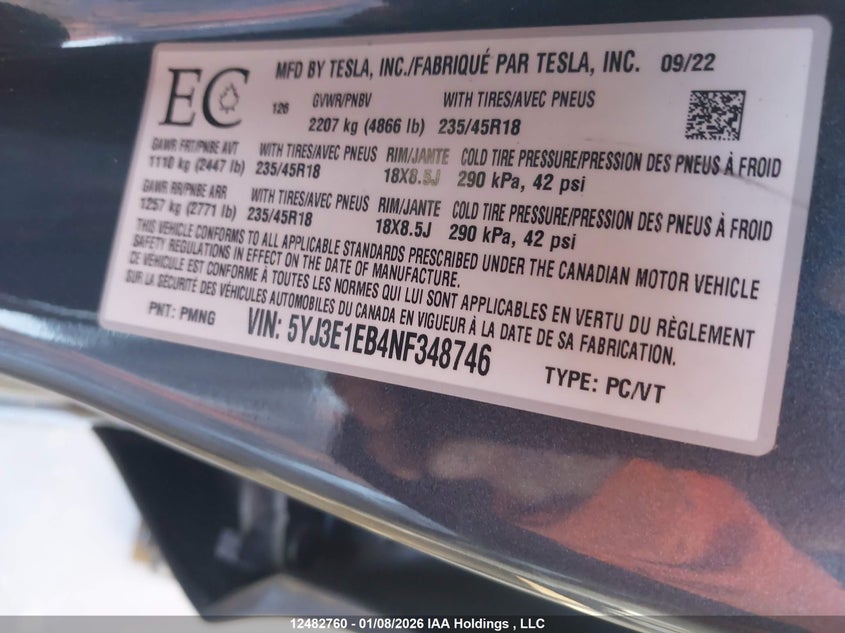 MFD BY TESLA, INC./FABRIQUÉ PAR TESLA, INC. 09/22
EC
126 GVWR/PNBV WITH TIRES/AVEC PNEUS
2207 kg (4866 lb) 235/45R18
GAWR FRT/PNBE AVT WITH TIRES/AVEC PNEUS RIM/JANTE COLD TIRE PRESSURE/PRESSION DES PNEUS À FROID
1110 kg (2447 lb) 235/45R18 18X8.5J 290 kPa, 42 psi
GAWR RR/PNBE ARR WITH TIRES/AVEC PNEUS RIM/JANTE COLD TIRE PRESSURE/PRESSION DES PNEUS À FROID
1257 kg (2771 lb) 235/45R18 18X8.5J 290 kPa, 42 psi
THIS VEHICLE CONFORMS TO ALL APPLICABLE STANDARDS PRESCRIBED UNDER THE CANADIAN MOTOR VEHICLE
SAFETY REGULATIONS IN EFFECT ON THE DATE OF MANUFACTURE.
CE VEHICULE EST CONFORME À TOUTES LES NORMES QUI LUI SONT APPLICABLES EN VERTU DU RÈGLEMENT
SUR LA SÉCURITÉ DES VÉHICULES AUTOMOBILES DU CANADA EN VIGUEUR À LA DATE DE SA FABRICATION.
PNT: PMNG VIN: 5YJ3E1EB4NF348746 TYPE: PC/VT
12482760 - 01/08/2026 IAA Holdings , LLC